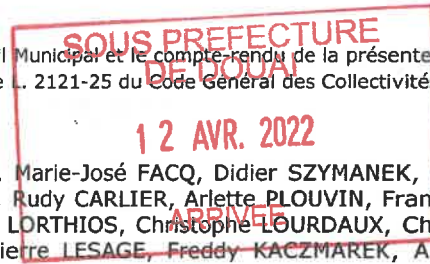 SOUS PREFECTURE
l Municipal et le compte-rendu de la présente
DE DOUAI
L. 2121-25 du Code Général des Collectivité
12 AVR. 2022
Marie-José FACQ, Didier SZYMANEK,
Rudy CARLIER, Arlette PLOUVIN, Fran
ARRIVEE
LORTHIOS, Christophe LOURDAUX, Ch
ierre LESAGE, Freddy KACZMAREK, A